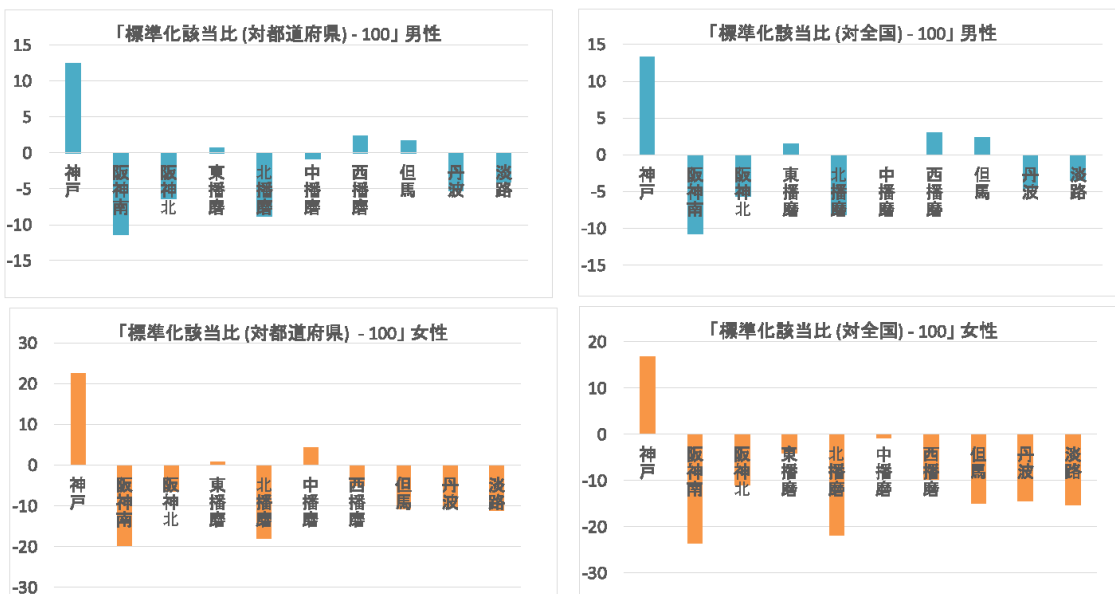 「標準化該当比 (対都道府県) - 100」 男性
15
10
5
0
-5
-10
-15
神戸
阪神南
阪神北
東播磨
北播磨
中播磨
西播磨
但馬
丹波
淡路
「標準化該当比 (対全国) - 100」 男性
15
10
5
0
-5
-10
-15
神戸
阪神南
阪神北
東播磨
北播磨
中播磨
西播磨
但馬
丹波
淡路
「標準化該当比 (対都道府県) - 100」 女性
30
20
10
0
-10
-20
-30
神戸
阪神南
阪神北
東播磨
北播磨
中播磨
西播磨
但馬
丹波
淡路
「標準化該当比 (対全国) - 100」 女性
20
10
0
-10
-20
-30
神戸
阪神南
阪神北
東播磨
北播磨
中播磨
西播磨
但馬
丹波
淡路